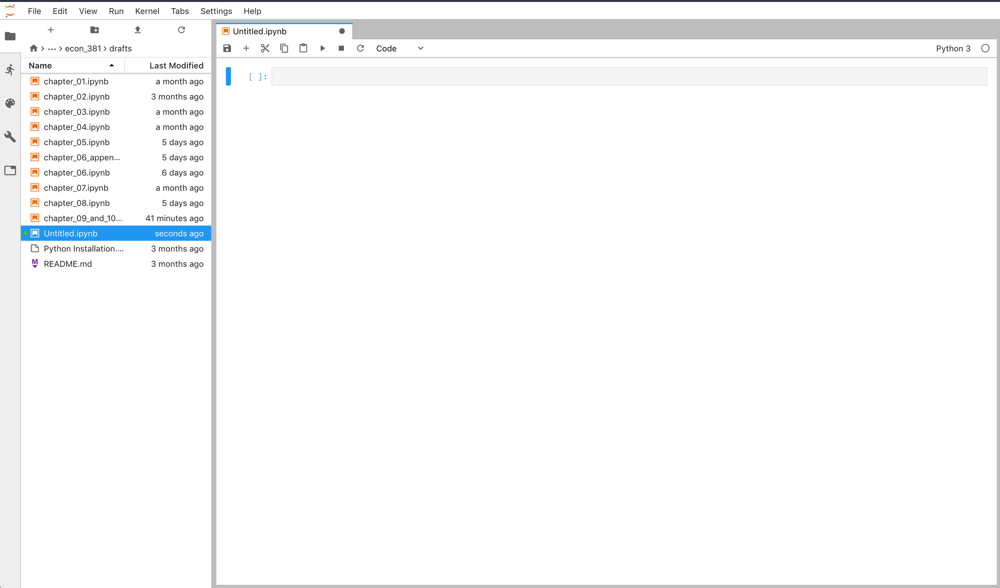 File Edit View Run Kernel Tabs Settings Help
Untitled.ipynb
… > econ_381 > drafts
Code
Python 3
Name Last Modified
[ ]:
chapter_01.ipynb a month ago
chapter_02.ipynb 3 months ago
chapter_03.ipynb a month ago
chapter_04.ipynb a month ago
chapter_05.ipynb 5 days ago
chapter_06_appen... 5 days ago
chapter_06.ipynb 6 days ago
chapter_07.ipynb a month ago
chapter_08.ipynb 5 days ago
chapter_09_and_10... 41 minutes ago
Untitled.ipynb seconds ago
Python Installation.... 3 months ago
M README.md 3 months ago